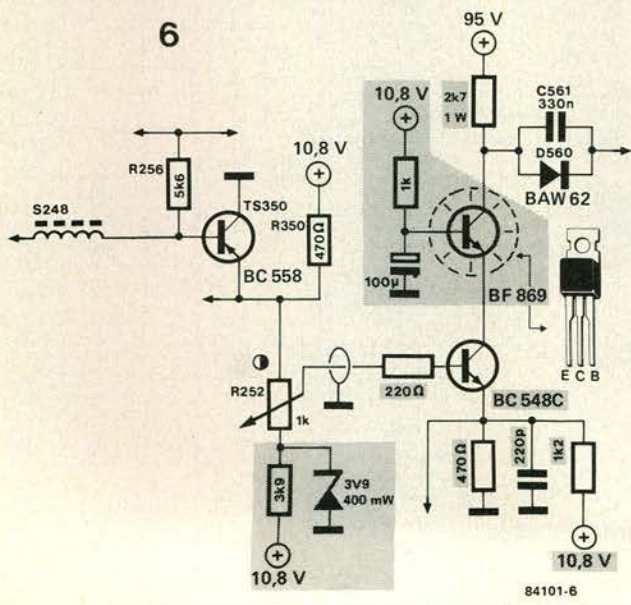 6
95 V
10,8 V
2k7
1 W
C561
330n
D560
BAW 62
R256
5k6
10,8 V
1k
S248
TS350
R350
470Ω
BC 558
100µ
BF 869
R252
1k
220Ω
E C B
BC 548C
3k9
3V9
400 mW
470Ω
220p
1k2
10,8 V
10,8 V
84101-6